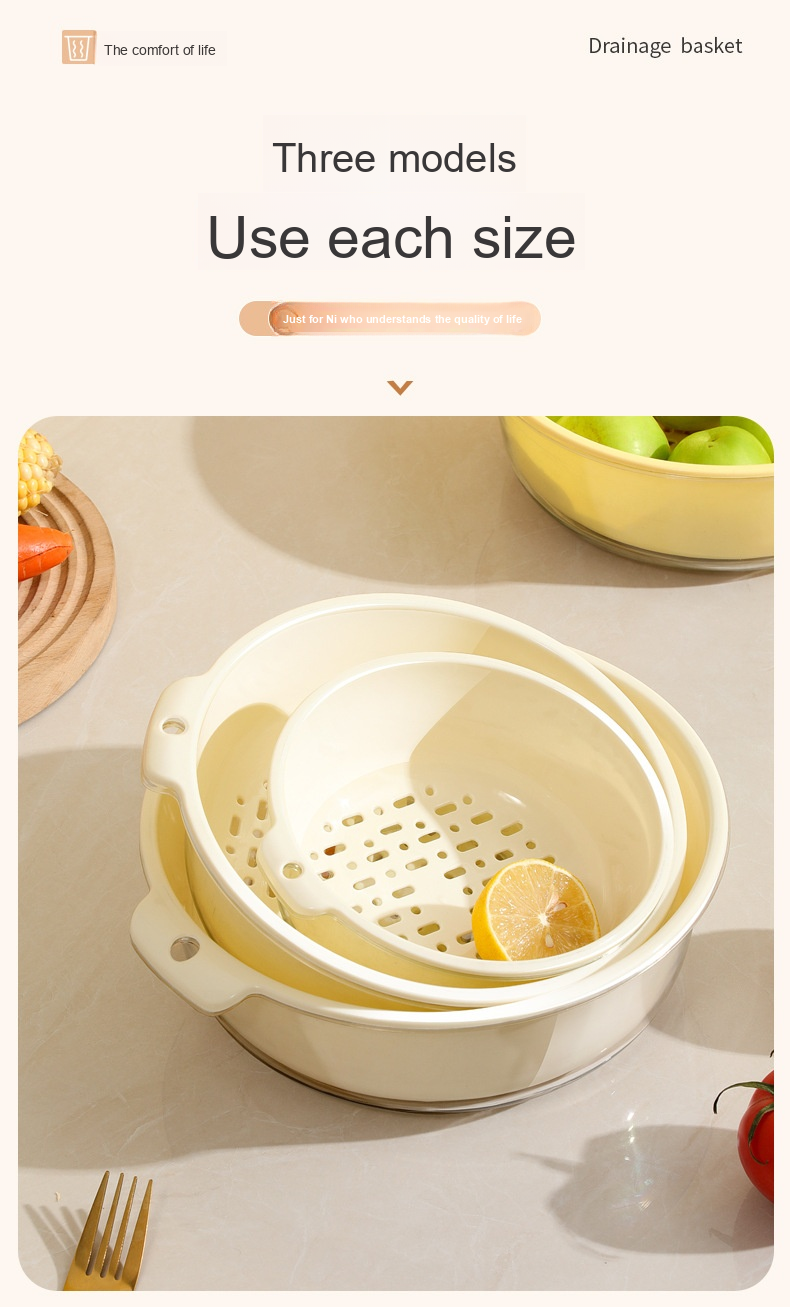 The comfort of life
Drainage basket
Three models
Use each size
Just for Ni who understands the quality of life